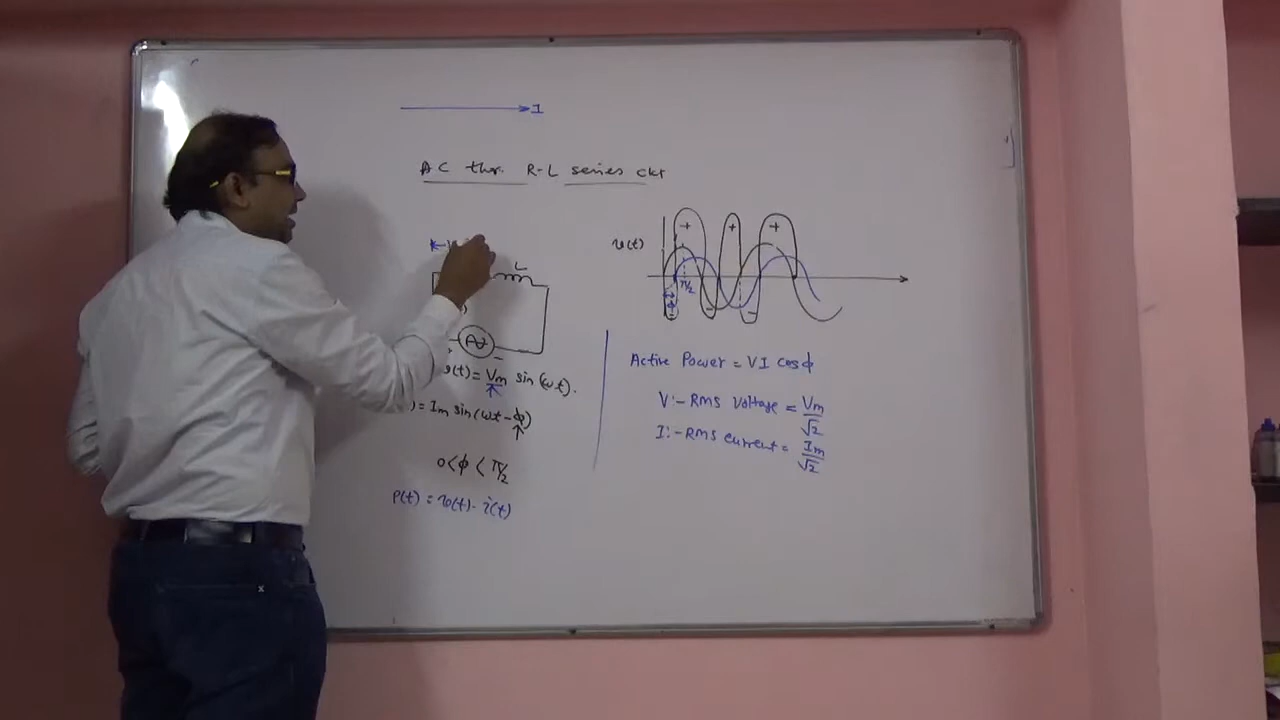 I
AC thr. R-L series ckt
L
v(t)
+ + +
π/2
- -
+ -
v(t) = Vm sin(ωt).
) = Im sin(ωt - φ)
0 < φ < π/2
P(t) = v(t) · i(t)
Active Power = VI cosφ
V:- RMS Voltage = Vm/√2
I:- RMS current = Im/√2